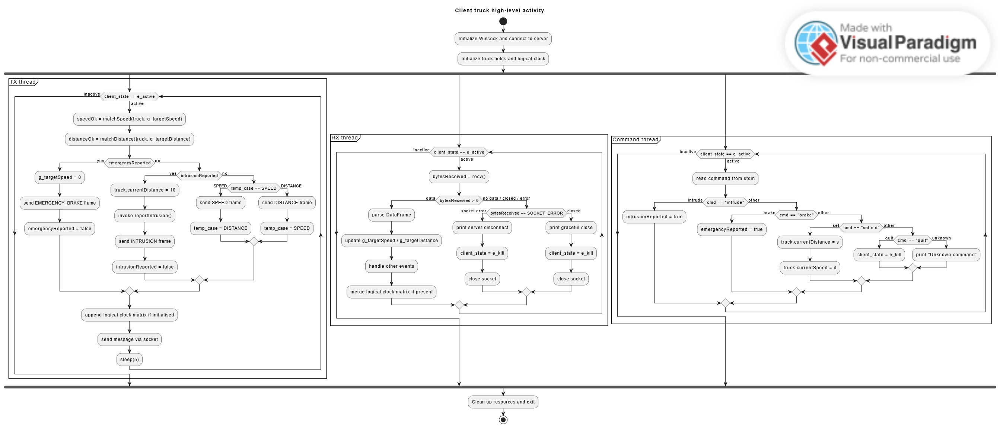 Client truck high-level activity
Made with
Visual Paradigm
For non-commercial use
Initialize Winsock and connect to server
Initialize truck fields and logical clock
TX thread
inactive
client_state == e_active
active
speedOk = matchSpeed(truck, g_targetSpeed)
distanceOk = matchDistance(truck, g_targetDistance)
yes
emergencyReported
no
g_targetSpeed = 0
send EMERGENCY_BRAKE frame
emergencyReported = false
yes
intrusionReported
no
truck.currentDistance = 10
invoke reportIntrusion()
send INTRUSION frame
intrusionReported = false
SPEED
temp_case == SPEED
DISTANCE
send SPEED frame
temp_case = DISTANCE
send DISTANCE frame
temp_case = SPEED
append logical clock matrix if initialised
send message via socket
sleep(5)
RX thread
inactive
client_state == e_active
active
bytesReceived = recv()
data
bytesReceived > 0
no data / closed / error
parse DataFrame
update g_targetSpeed / g_targetDistance
handle other events
merge logical clock matrix if present
socket error
bytesReceived == SOCKET_ERROR
closed
print server disconnect
client_state = e_kill
close socket
print graceful close
client_state = e_kill
close socket
Command thread
inactive
client_state == e_active
active
read command from stdin
intrude
cmd == "intrude"
other
intrusionReported = true
brake
cmd == "brake"
other
emergencyReported = true
set
cmd == "set s d"
other
truck.currentDistance = s
truck.currentSpeed = d
quit
cmd == "quit"
unknown
client_state = e_kill
print "Unknown command"
Clean up resources and exit